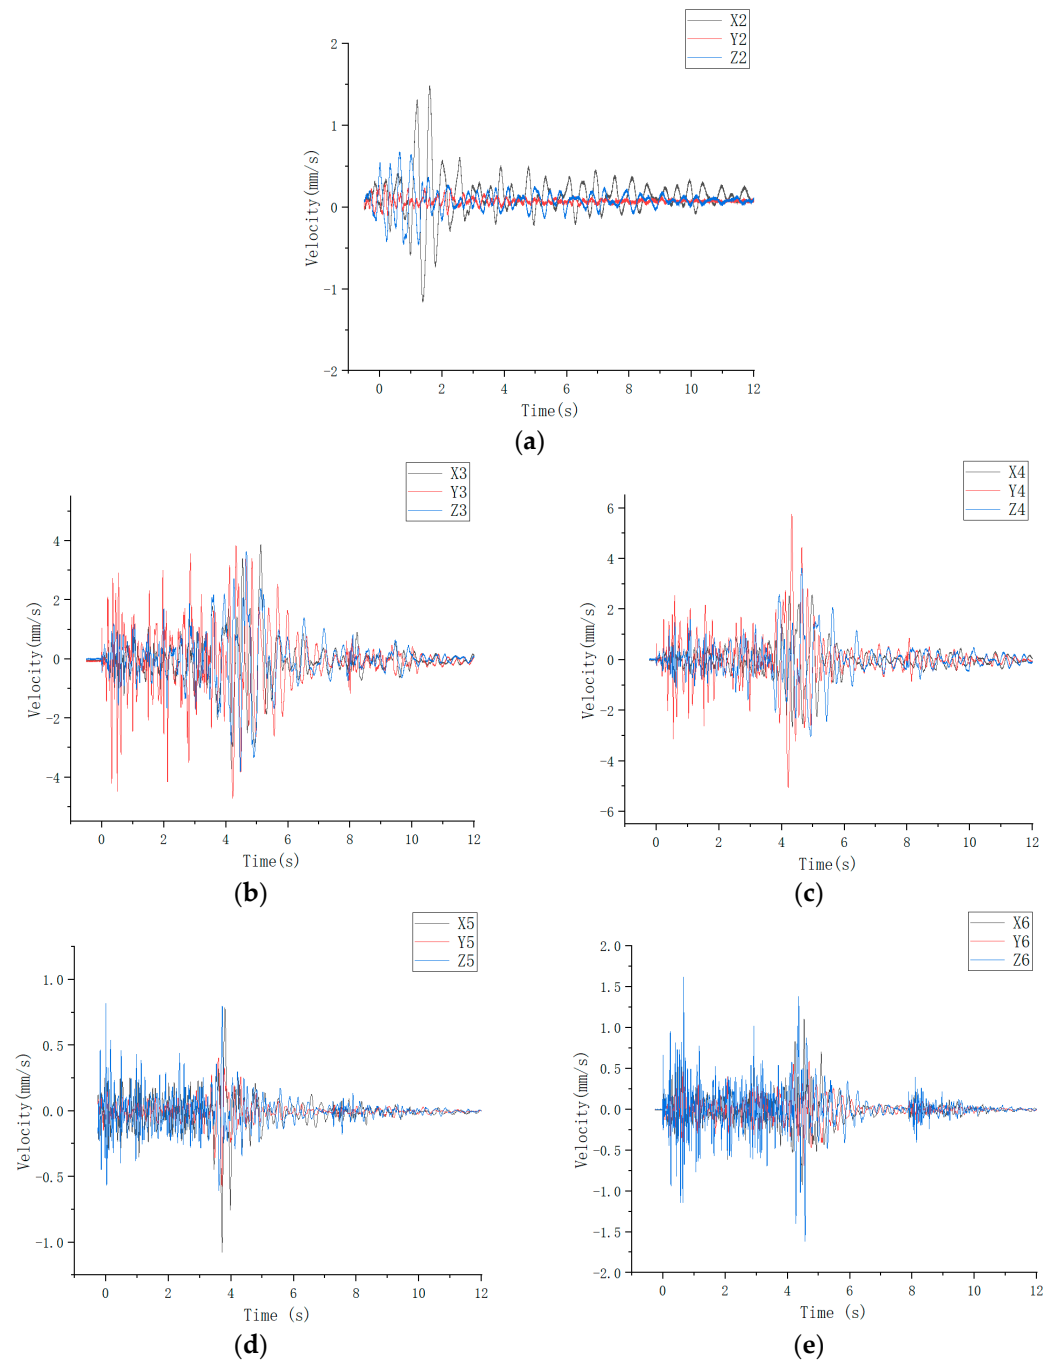 X2
Y2
Z2
2
1
0
-1
-2
Velocity(mm/s)
0 2 4 6 8 10 12
Time(s)
(a)
X3
Y3
Z3
4
2
0
-2
-4
Velocity(mm/s)
0 2 4 6 8 10 12
Time(s)
(b)
X4
Y4
Z4
6
4
2
0
-2
-4
-6
Velocity(mm/s)
0 2 4 6 8 10 12
Time(s)
(c)
X5
Y5
Z5
1.0
0.5
0.0
-0.5
-1.0
Velocity(mm/s)
0 2 4 6 8 10 12
Time (s)
(d)
X6
Y6
Z6
2.0
1.5
1.0
0.5
0.0
-0.5
-1.0
-1.5
-2.0
Velocity(mm/s)
0 2 4 6 8 10 12
Time (s)
(e)